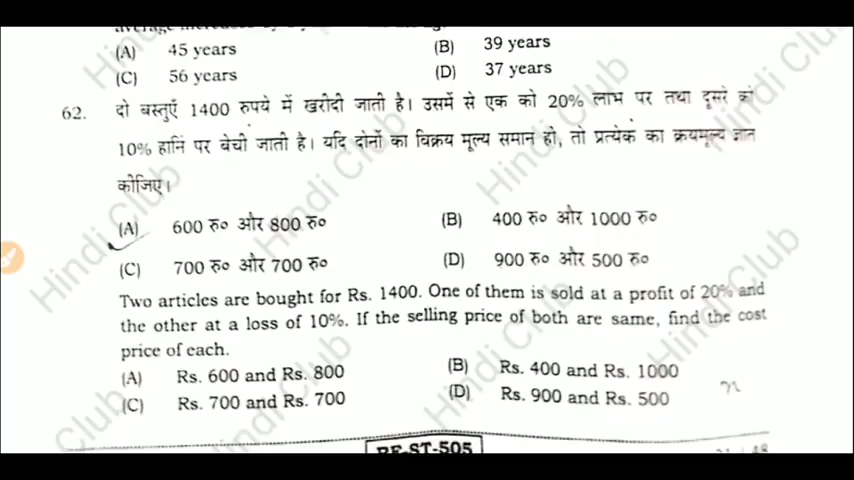 (A) 45 years (B) 39 years
(C) 56 years (D) 37 years
62. दो वस्तुएँ 1400 रुपये में खरीदी जाती है। उसमें से एक को 20% लाभ पर तथा दूसरे को
10% हानि पर बेची जाती है। यदि दोनों का विक्रय मूल्य समान हो, तो प्रत्येक का क्रयमूल्य ज्ञात
कीजिए।
(A) 600 रु० और 800 रु० (B) 400 रु० और 1000 रु०
(C) 700 रु० और 700 रु० (D) 900 रु० और 500 रु०
Two articles are bought for Rs. 1400. One of them is sold at a profit of 20% and
the other at a loss of 10%. If the selling price of both are same, find the cost
price of each.
(A) Rs. 600 and Rs. 800 (B) Rs. 400 and Rs. 1000
(C) Rs. 700 and Rs. 700 (D) Rs. 900 and Rs. 500
Hindi Club